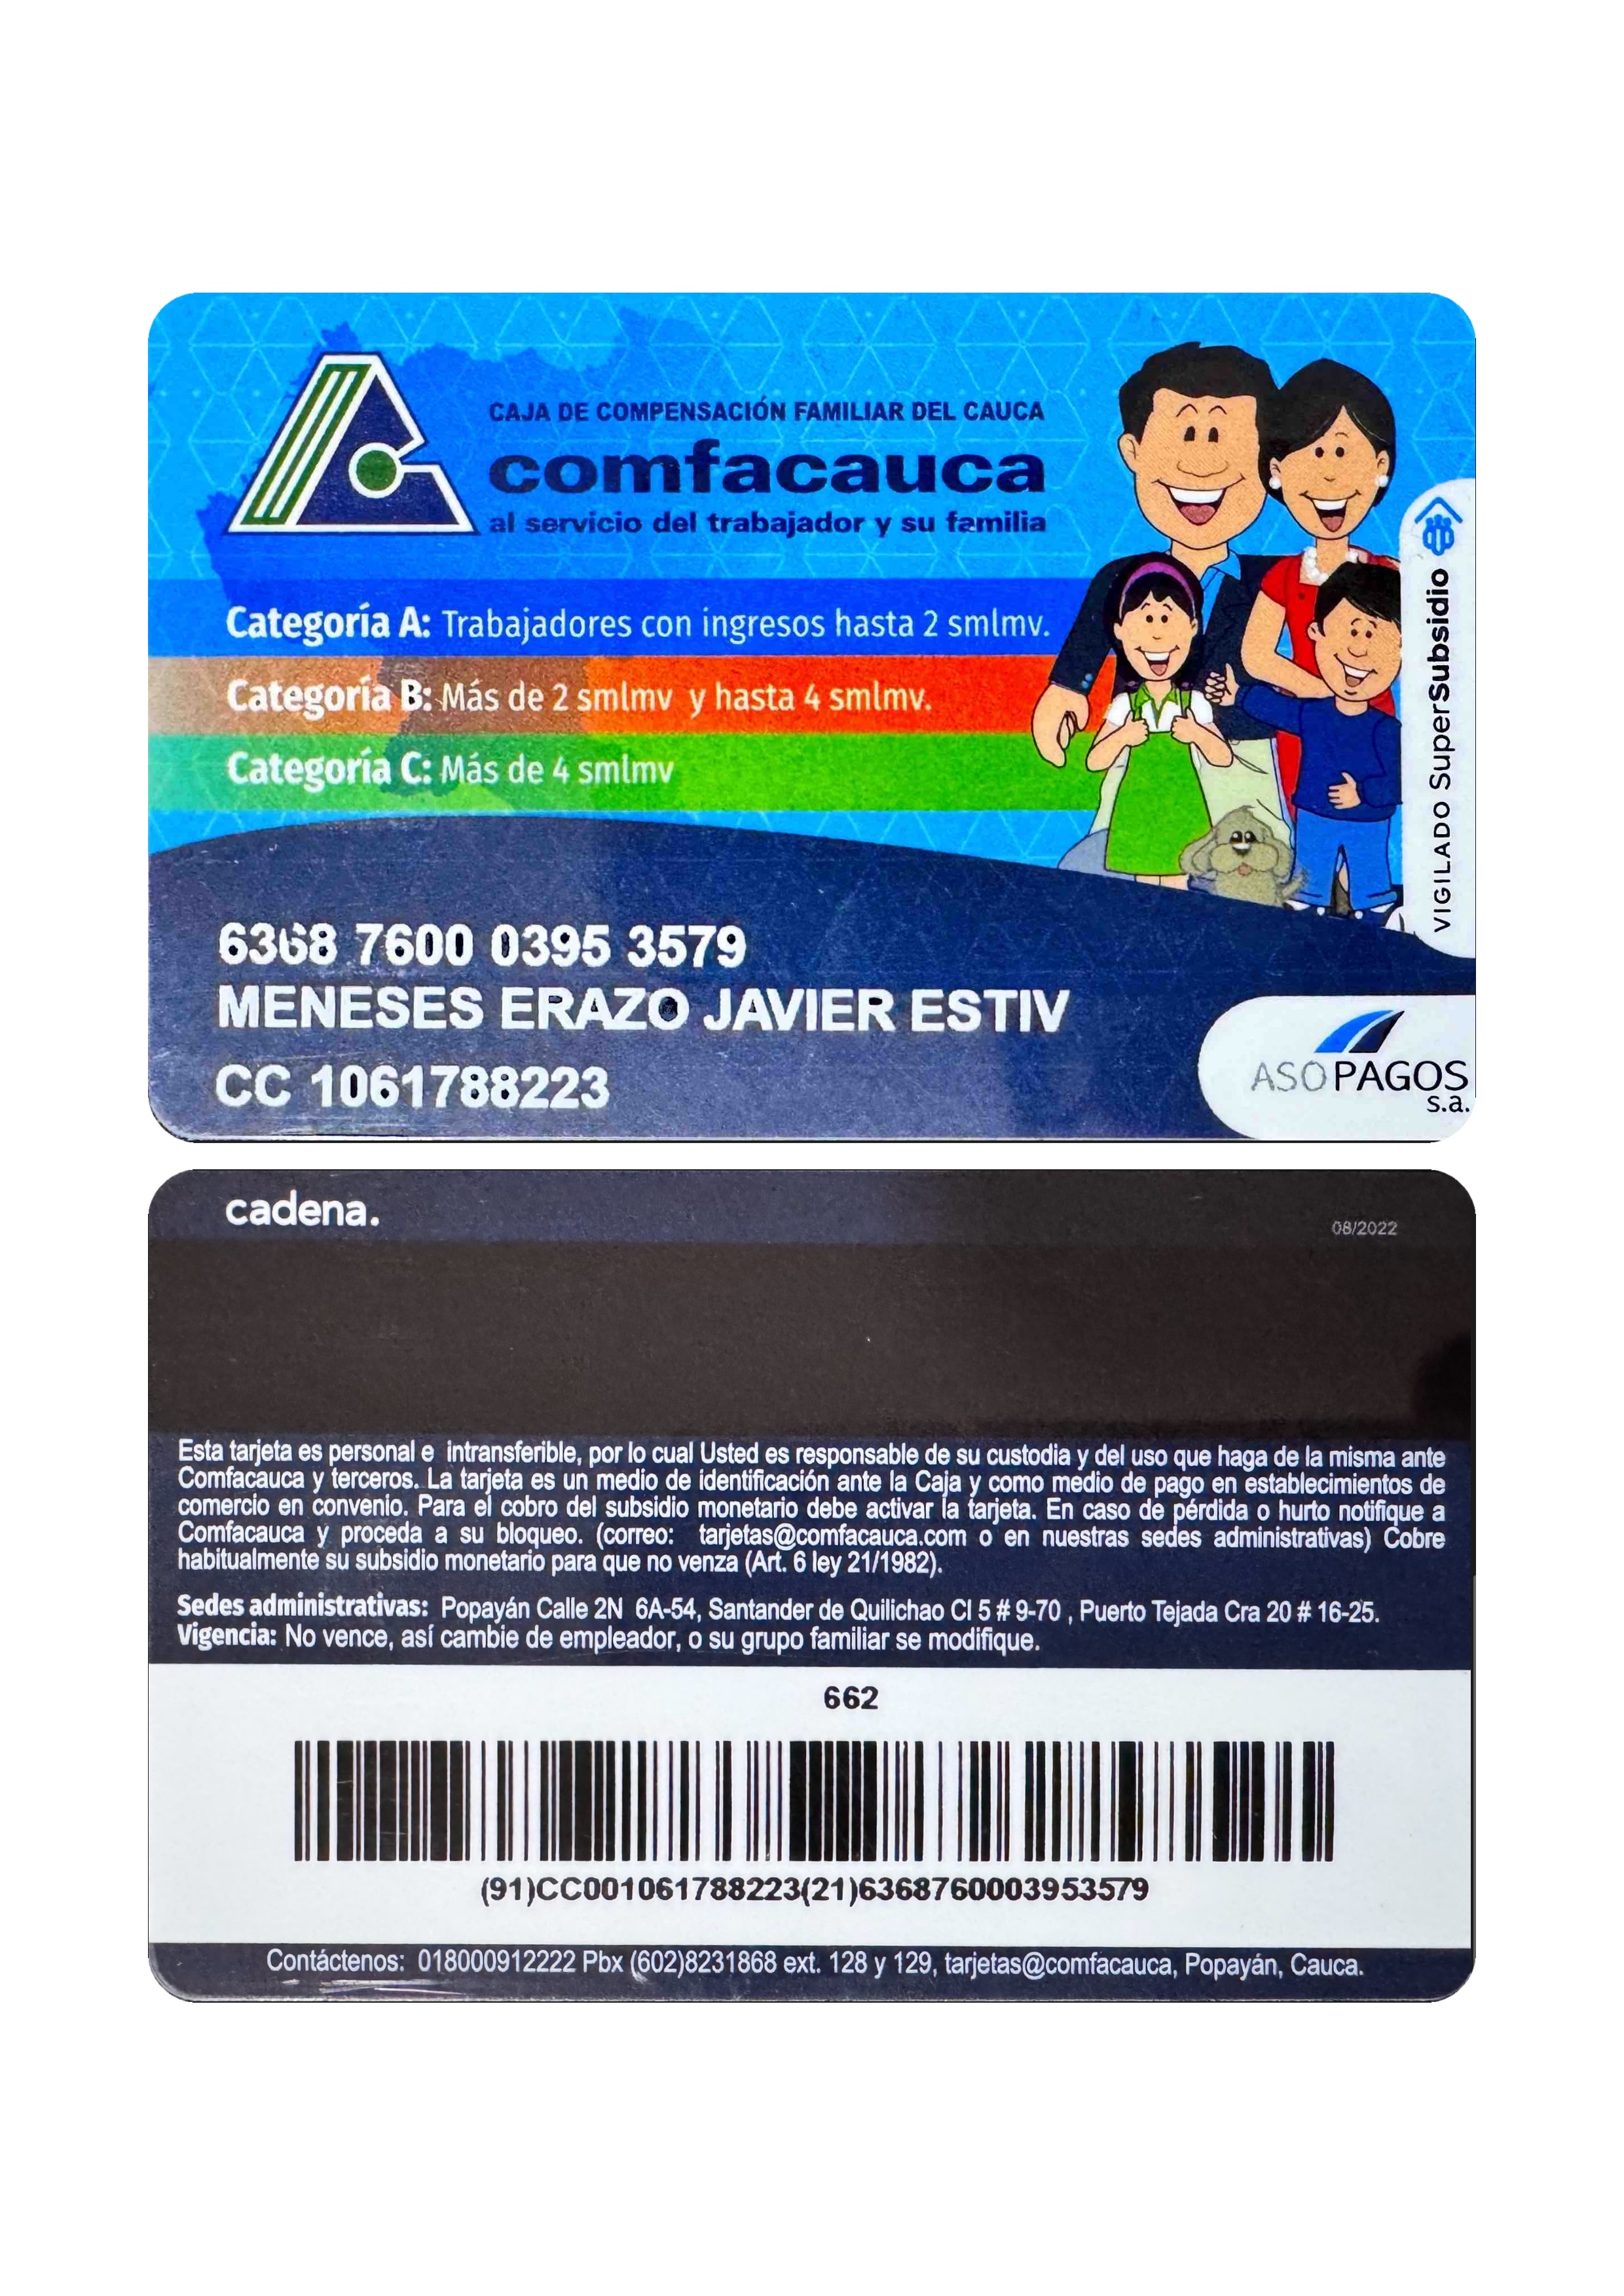 CAJA DE COMPENSACIÓN FAMILIAR DEL CAUCA
comfacauca
al servicio del trabajador y su familia
Categoría A: Trabajadores con ingresos hasta 2 smlmv.
Categoría B: Más de 2 smlmv y hasta 4 smlmv.
Categoría C: Más de 4 smlmv
VIGILADO SuperSubsidio
6368 7600 0395 3579
MENESES ERAZO JAVIER ESTIV
CC 1061788223
ASOPAGOS
s.a.
cadena.
08/2022
Esta tarjeta es personal e intransferible, por lo cual Usted es responsable de su custodia y del uso que haga de la misma ante
Comfacauca y terceros. La tarjeta es un medio de identificación ante la Caja y como medio de pago en establecimientos de
comercio en convenio. Para el cobro del subsidio monetario debe activar la tarjeta. En caso de pérdida o hurto notifique a
Comfacauca y proceda a su bloqueo. (correo: tarjetas@comfacauca.com o en nuestras sedes administrativas) Cobre
habitualmente su subsidio monetario para que no venza (Art. 6 ley 21/1982).
Sedes administrativas: Popayán Calle 2N 6A-54, Santander de Quilichao Cl 5 # 9-70 , Puerto Tejada Cra 20 # 16-25.
Vigencia: No vence, así cambie de empleador, o su grupo familiar se modifique.
662
(91)CC001061788223(21)6368760003953579
Contáctenos: 018000912222 Pbx (602)8231868 ext. 128 y 129, tarjetas@comfacauca, Popayán, Cauca.